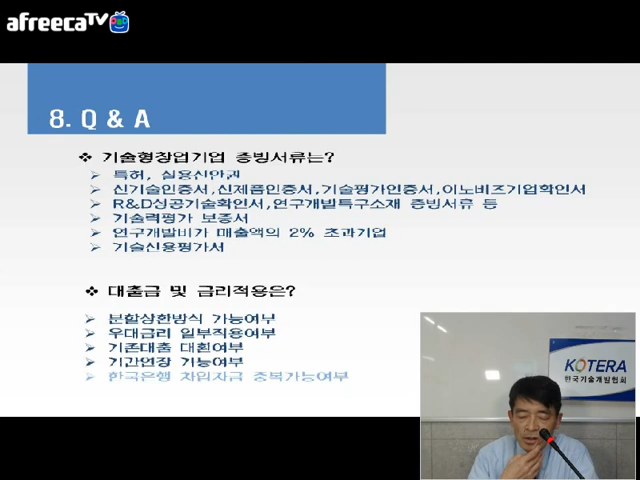 afreecaTV
8. Q & A
❖ 기술형창업기업 증빙서류는?
➢ 특허, 실용신안권
➢ 신기술인증서,신제품인증서,기술평가인증서,이노비즈기업확인서
➢ R&D성공기술확인서,연구개발특구소재 증빙서류 등
➢ 기술력평가 보증서
➢ 연구개발비가 매출액의 2% 초과기업
➢ 기술신용평가서
❖ 대출금 및 금리적용은?
➢ 분할상환방식 가능여부
➢ 우대금리 일부적용여부
➢ 기존대출 대환여부
➢ 기간연장 가능여부
➢ 한국은행 차입자금 중복가능여부
KOTERA
한국기술개발협회